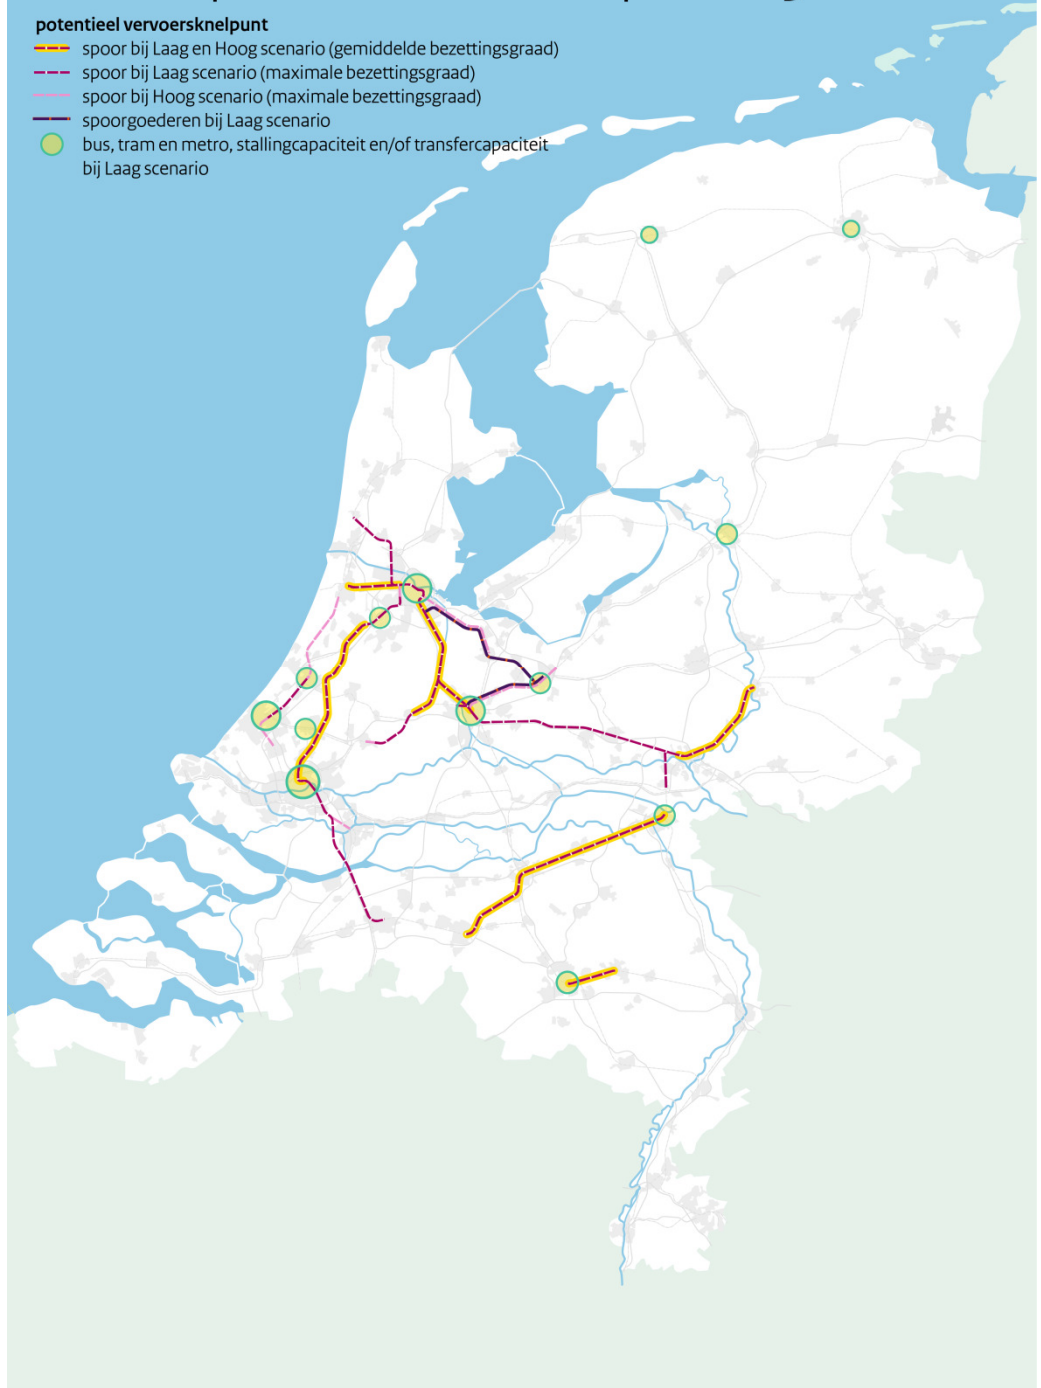 potentieel vervoersknelpunt
spoor bij Laag en Hoog scenario (gemiddelde bezettingsgraad)
spoor bij Laag scenario (maximale bezettingsgraad)
spoor bij Hoog scenario (maximale bezettingsgraad)
spoorgoederen bij Laag scenario
bus, tram en metro, stallingcapaciteit en/of transfercapaciteit
bij Laag scenario